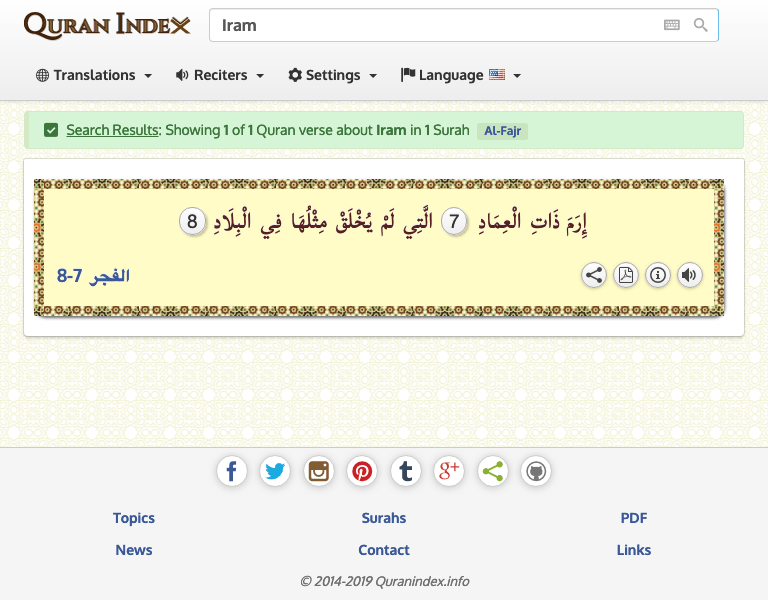 Quran Index
Iram
Translations Reciters Settings Language
Search Results: Showing 1 of 1 Quran verse about Iram in 1 Surah Al-Fajr
إِرَمَ ذَاتِ الْعِمَادِ 7 الَّتِي لَمْ يُخْلَقْ مِثْلُهَا فِي الْبِلَادِ 8
الفجر 7-8
Topics Surahs PDF
News Contact Links
© 2014-2019 Quranindex.info